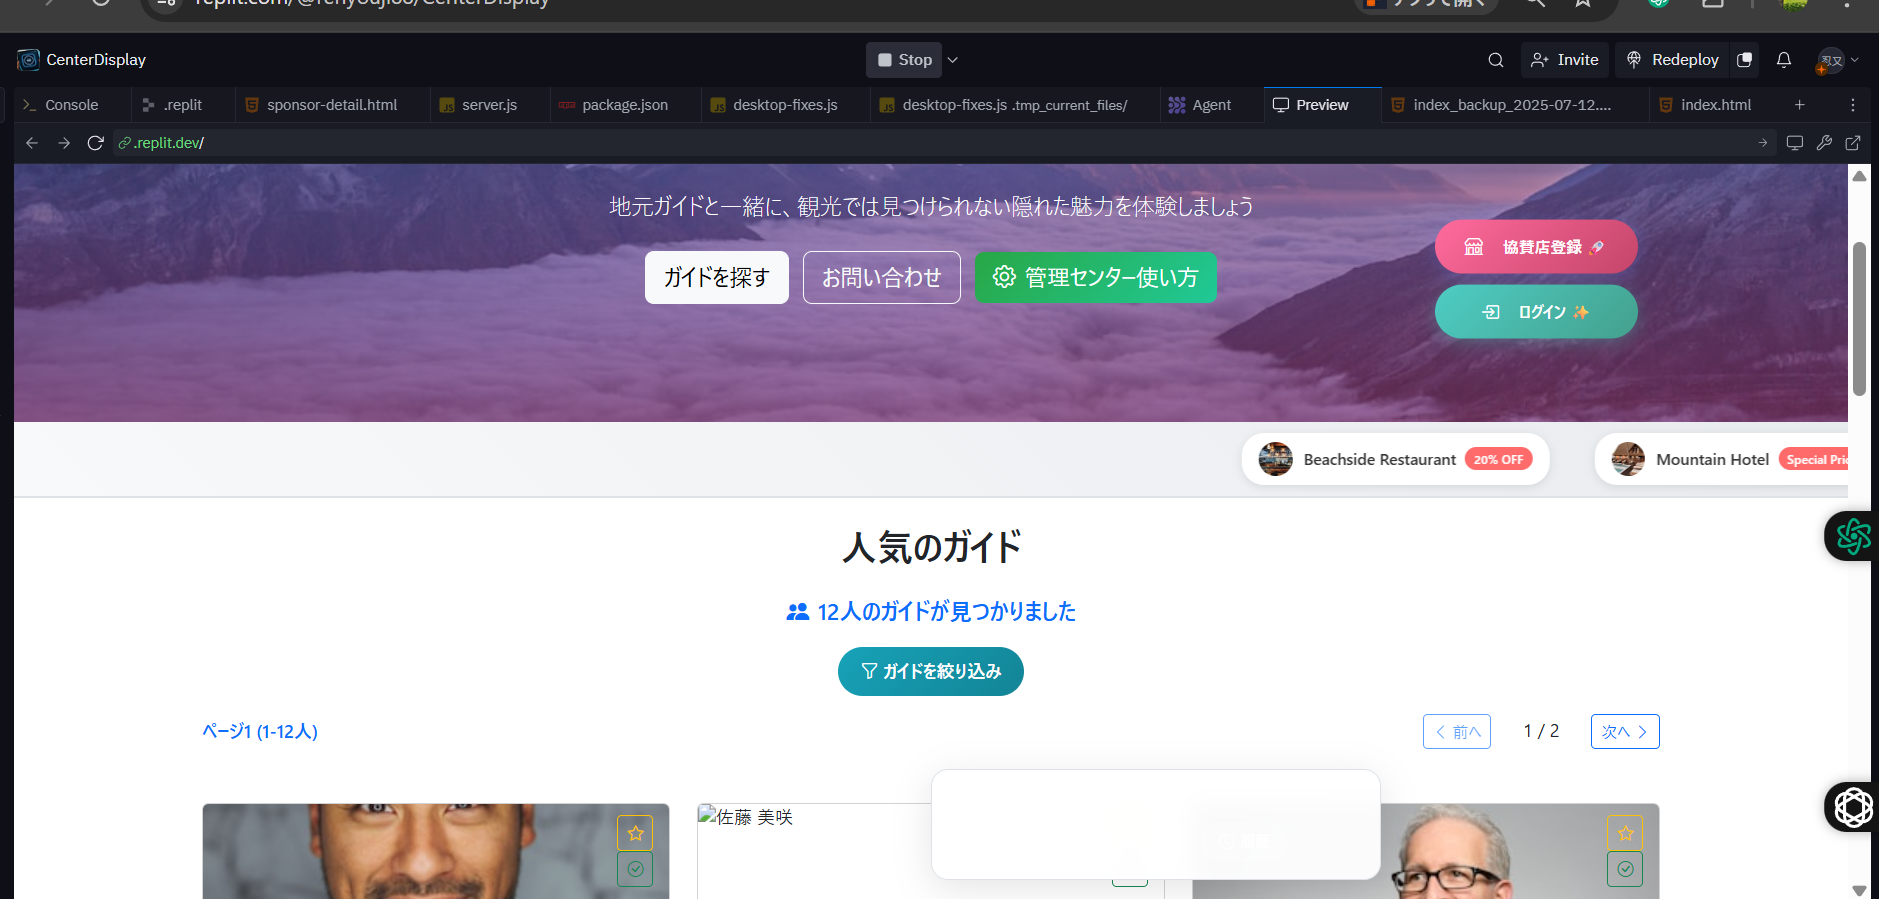 CenterDisplay
Stop
Invite
Redeploy
忍又
Console
.replit
sponsor-detail.html
server.js
package.json
desktop-fixes.js
desktop-fixes.js .tmp_current_files/
Agent
Preview
index_backup_2025-07-12....
index.html
.replit.dev/
地元ガイドと一緒に、観光では見つけられない隠れた魅力を体験しましょう
ガイドを探す
お問い合わせ
管理センター使い方
協賛店登録 🚀
ログイン ✨
Beachside Restaurant
20% OFF
Mountain Hotel
Special Pric
人気のガイド
12人のガイドが見つかりました
ガイドを絞り込み
ページ1 (1-12人)
前へ
1 / 2
次へ
佐藤 美咲